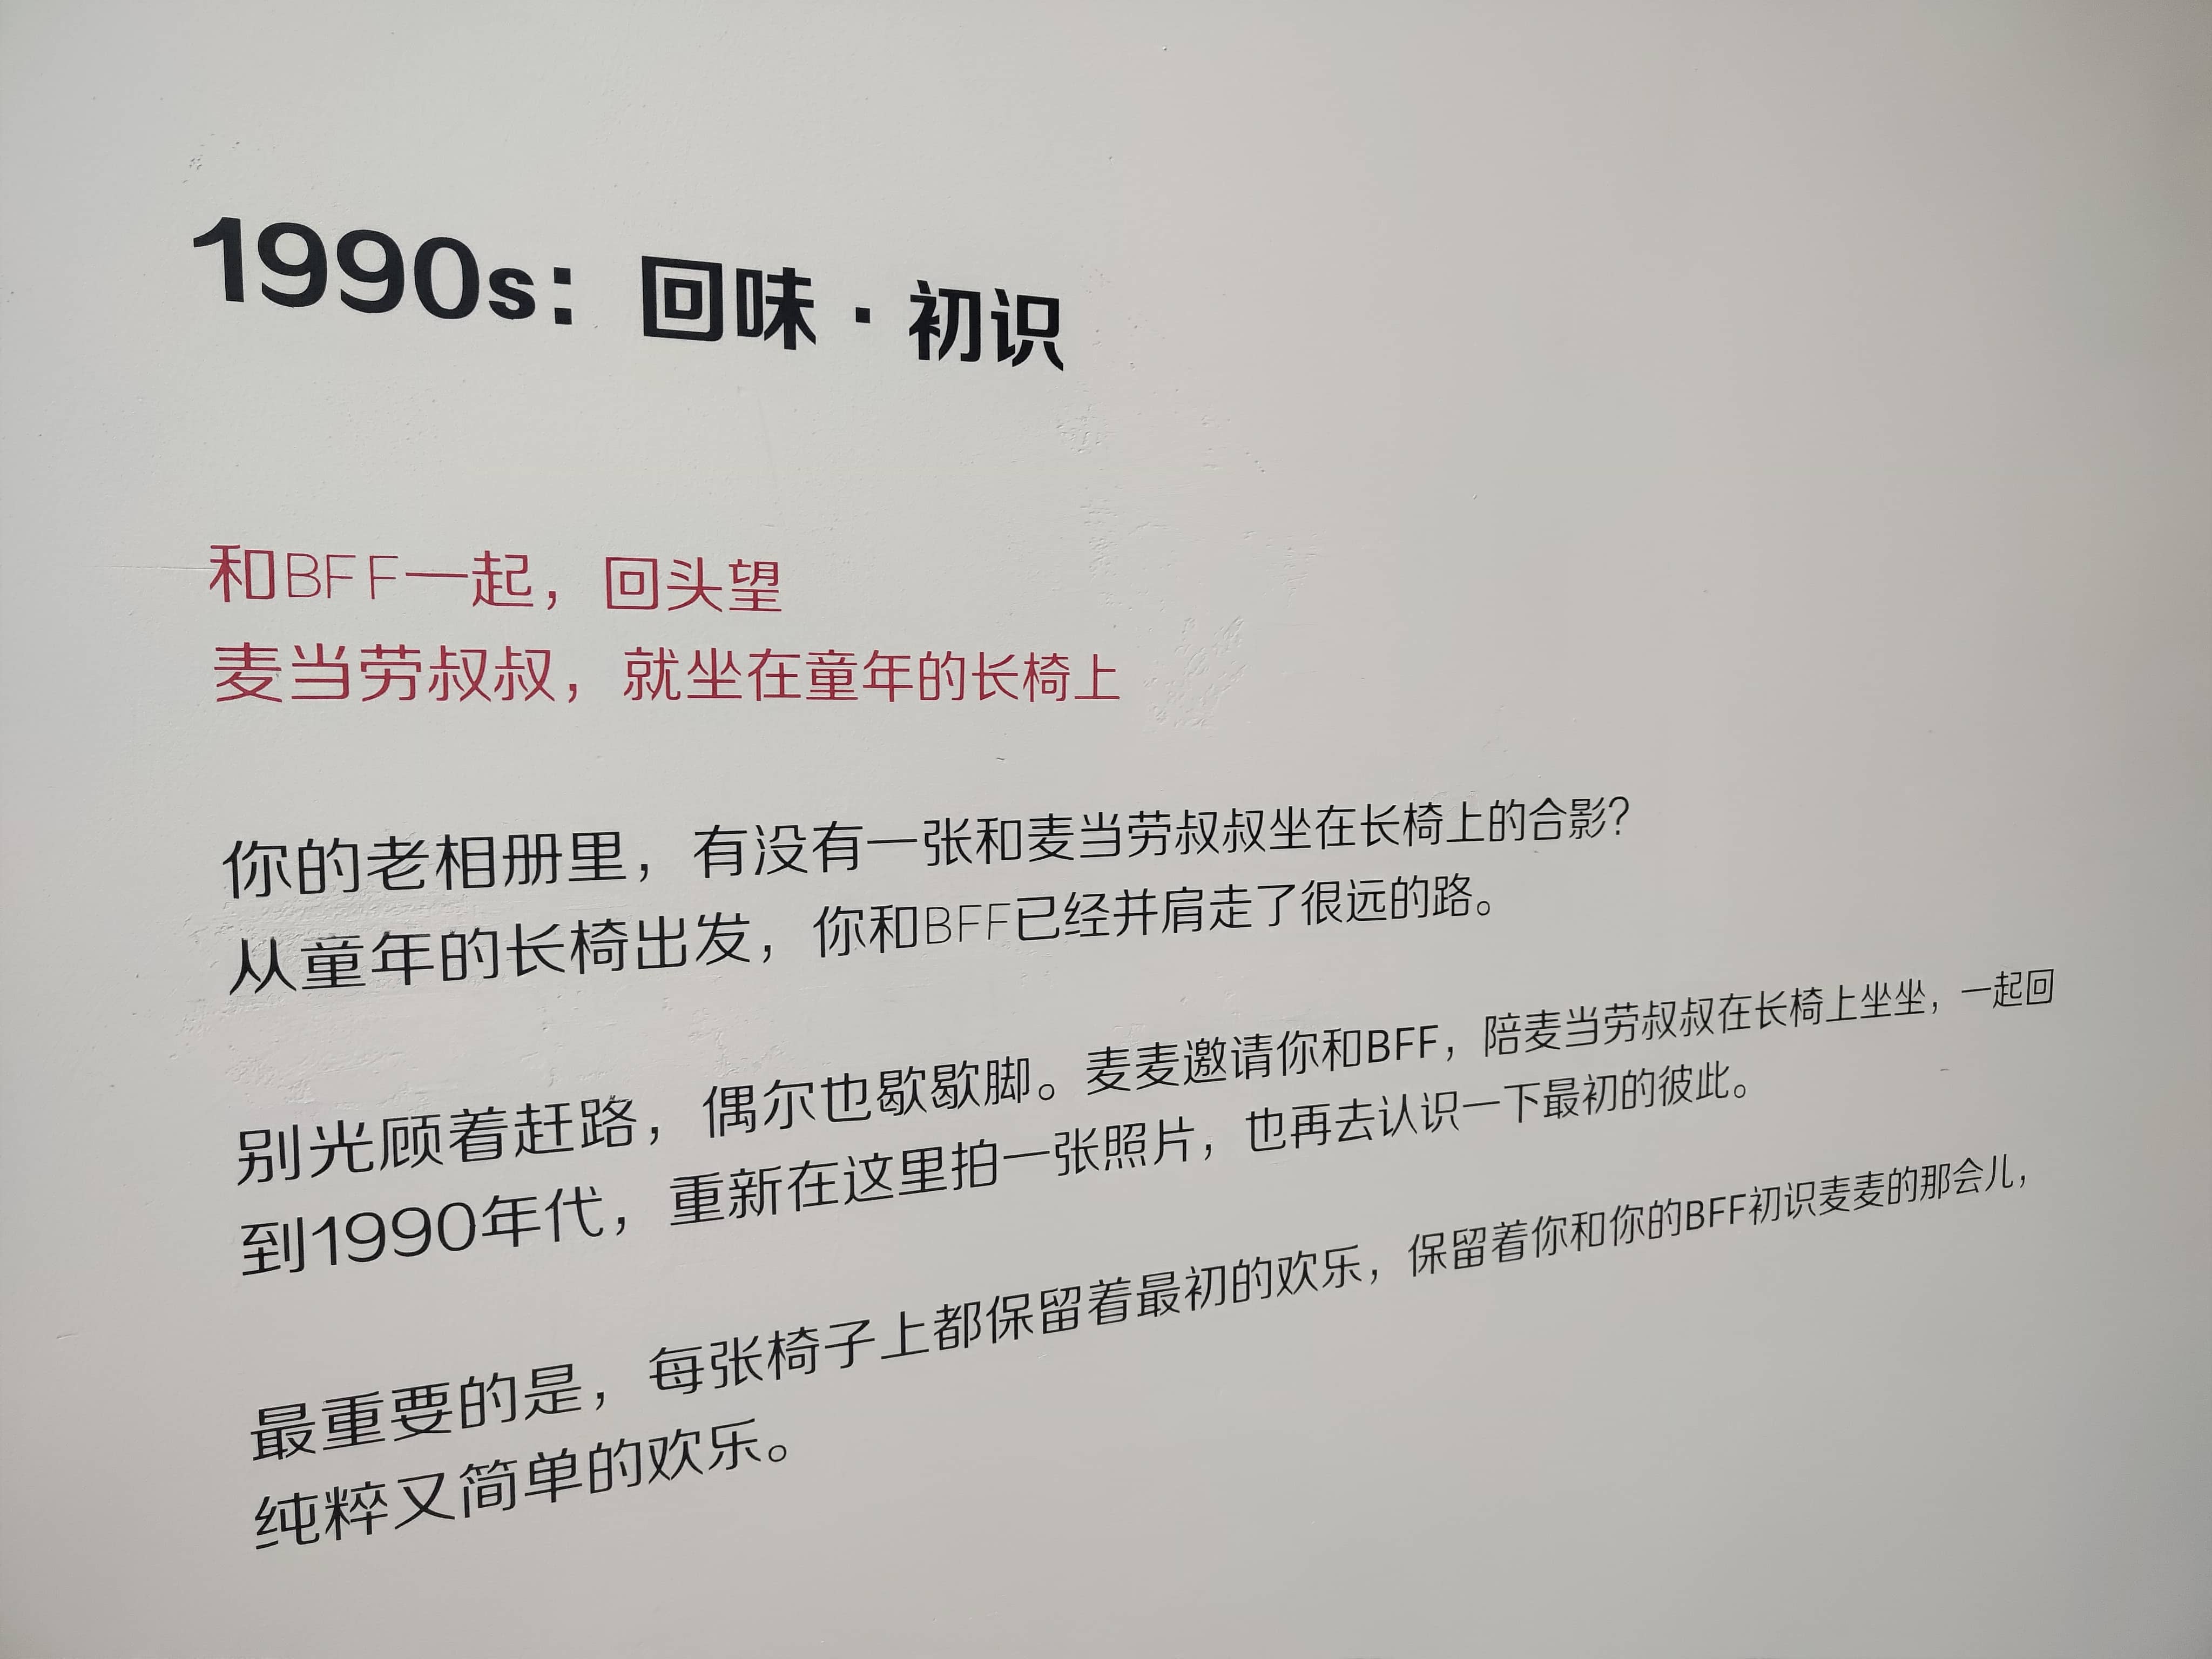 1990s：回味·初识
和BFF一起，回头望
麦当劳叔叔，就坐在童年的长椅上
你的老相册里，有没有一张和麦当劳叔叔坐在长椅上的合影？
从童年的长椅出发，你和BFF已经并肩走了很远的路。
别光顾着赶路，偶尔也歇歇脚。麦麦邀请你和BFF，陪麦当劳叔叔在长椅上坐坐，一起回
到1990年代，重新在这里拍一张照片，也再去认识一下最初的彼此。
最重要的是，每张椅子上都保留着最初的欢乐，保留着你和你的BFF初识麦麦的那会儿，
纯粹又简单的欢乐。